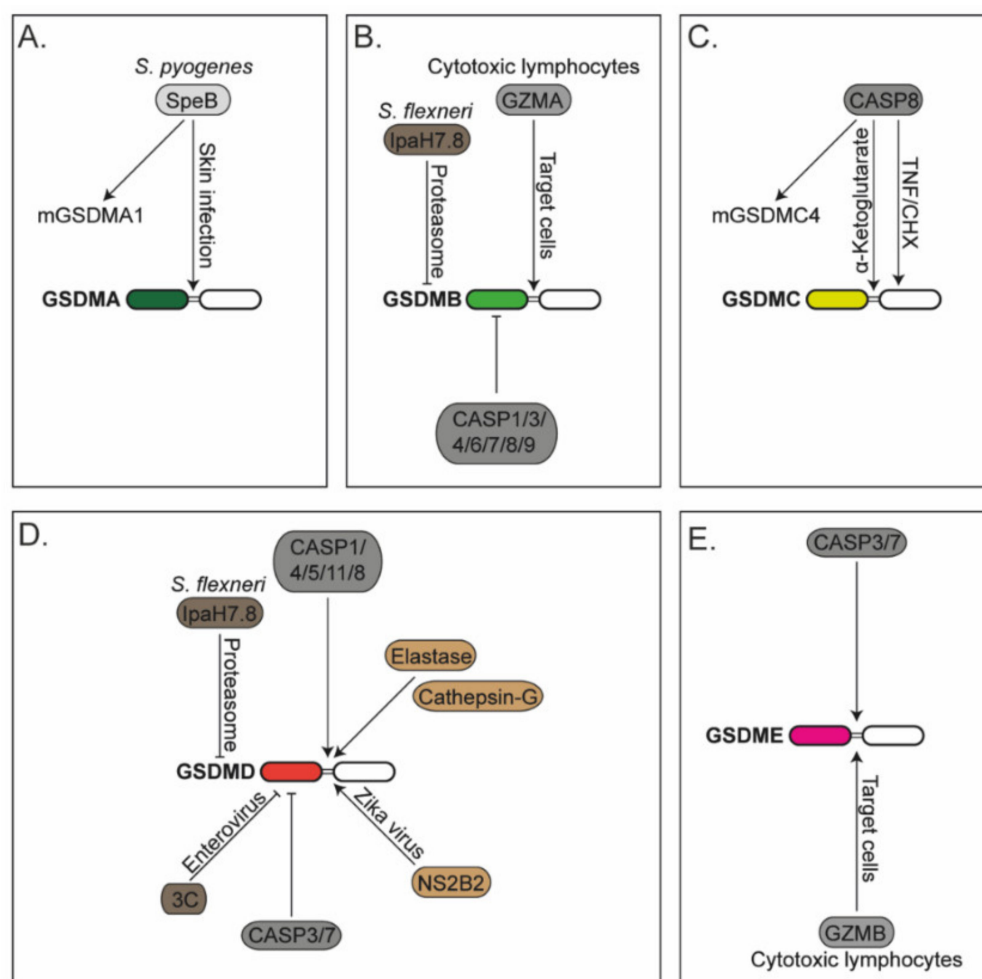 A.
S. pyogenes
SpeB
Skin infection
mGSDMA1
GSDMA
B.
Cytotoxic lymphocytes
GZMA
S. flexneri
IpaH7.8
Proteasome
Target cells
GSDMB
CASP1/3/
4/6/7/8/9
C.
CASP8
α-Ketoglutarate
TNF/CHX
mGSDMC4
GSDMC
D.
CASP1/
4/5/11/8
S. flexneri
IpaH7.8
Proteasome
Elastase
Cathepsin-G
GSDMD
Enterovirus
Zika virus
3C
NS2B2
CASP3/7
E.
CASP3/7
GSDME
Target cells
GZMB
Cytotoxic lymphocytes